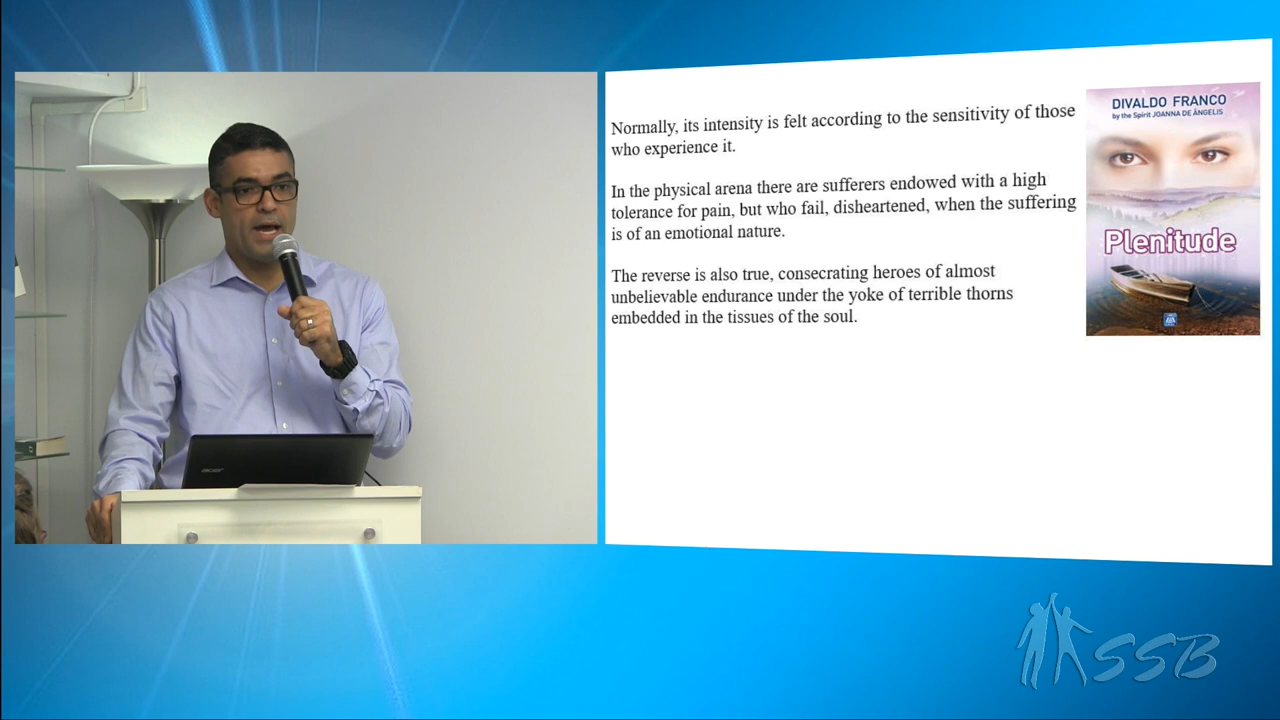 Normally, its intensity is felt according to the sensitivity of those
who experience it.
In the physical arena there are sufferers endowed with a high
tolerance for pain, but who fail, disheartened, when the suffering
is of an emotional nature.
The reverse is also true, consecrating heroes of almost
unbelievable endurance under the yoke of terrible thorns
embedded in the tissues of the soul.
DIVALDO FRANCO
by the Spirit JOANNA DE ÂNGELIS
Plenitude
acer
SSB